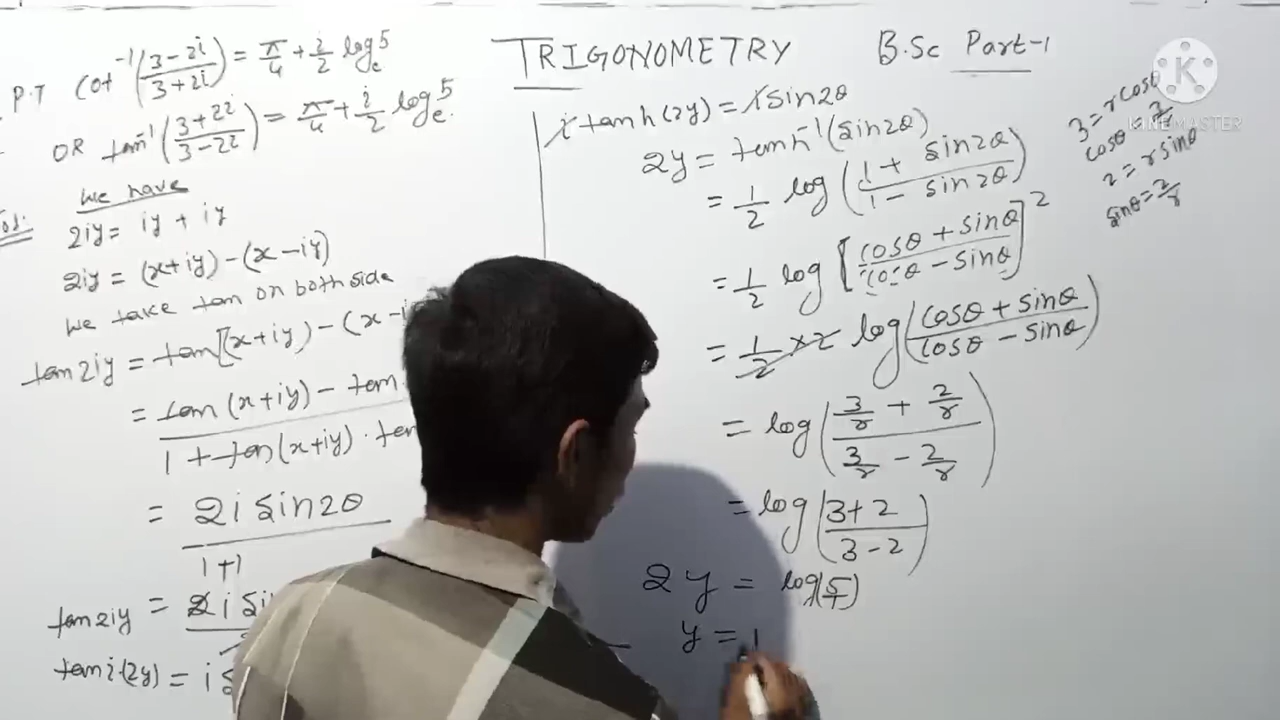 TRIGONOMETRY B.Sc Part-1
P.T Cot⁻¹(3-2i/3+2i) = π/4 + i/2 logₑ5
OR tan⁻¹(3+2i/3-2i) = π/4 + i/2 logₑ5.
Sol:
We have
2iy = iy + iy
2iy = (x+iy) - (x-iy)
We take tan on both side
tan2iy = tan[(x+iy) - (x-i
= tan(x+iy) - tan
1 + tan(x+iy) . tan
= 2i Sin2θ
1+1
tan2iy = 2i Sin
tani(2y) = i S
i tanh(2y) = i Sin2θ
2y = tanh⁻¹(Sin2θ)
= 1/2 log(1 + Sin2θ / 1 - Sin2θ)
= 1/2 log[cosθ + sinθ / cosθ - sinθ]²
= 1/2 × 2 log(cosθ + sinθ / cosθ - sinθ)
= log(3/r + 2/r / 3/r - 2/r)
= log(3+2 / 3-2)
2y = log(5/1)
y = 1
3 = r cosθ
cosθ = 3/r
2 = r sinθ
sinθ = 2/r
K
KINEMASTER